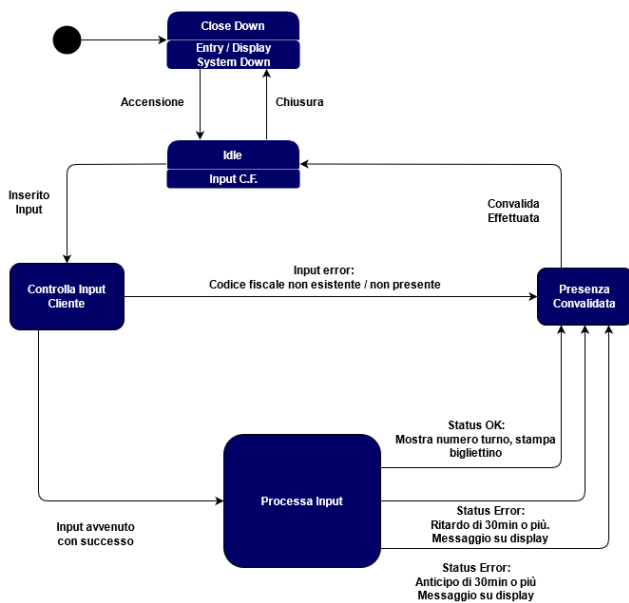 Close Down
Entry / Display
System Down
Accensione
Chiusura
Idle
Input C.F.
Inserito
Input
Convalida
Effettuata
Controlla Input
Cliente
Input error:
Codice fiscale non esistente / non presente
Presenza
Convalidata
Status OK:
Mostra numero turno, stampa
bigliettino
Processa Input
Input avvenuto
con successo
Status Error:
Ritardo di 30min o più.
Messaggio su display
Status Error:
Anticipo di 30min o più
Messaggio su display